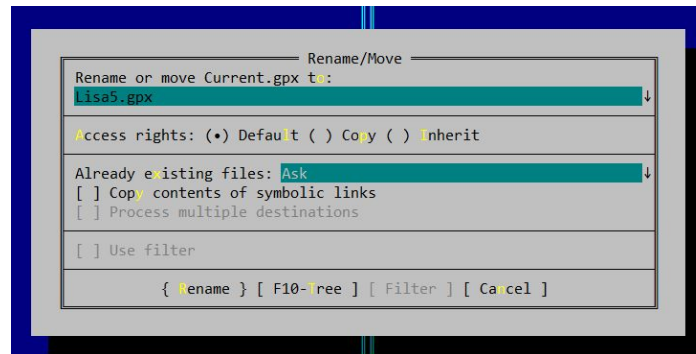 Rename/Move
Rename or move Current.gpx to:
Lisa5.gpx ↓
Access rights: (•) Default ( ) Copy ( ) Inherit
Already existing files: Ask ↓
[ ] Copy contents of symbolic links
[ ] Process multiple destinations
[ ] Use filter
{ Rename } [ F10-Tree ] [ Filter ] [ Cancel ]